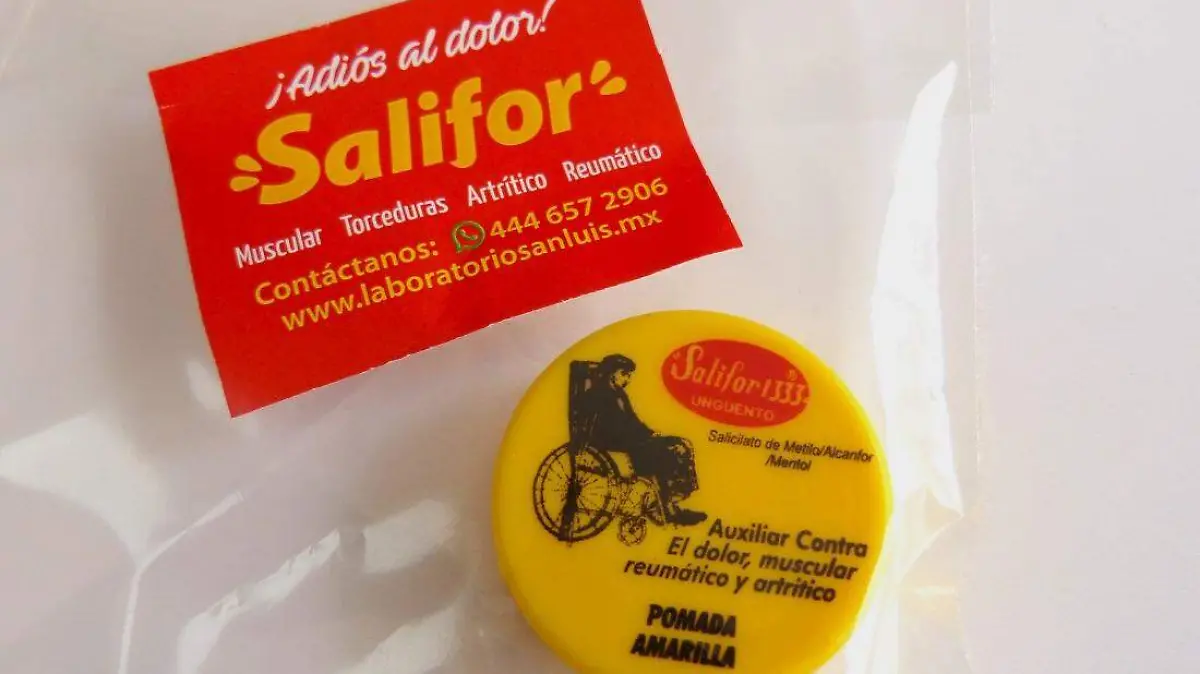 ¡Adiós al dolor!
Salifor
Muscular Torceduras Artrítico Reumático
Contáctanos: 444 657 2906
www.laboratoriosanluis.mx
"Salifor 1333"®
UNGUENTO
Salicilato de Metilo/Alcanfor
/Mentol
Auxiliar Contra
El dolor, muscular
reumático y artrítico
POMADA
AMARILLA